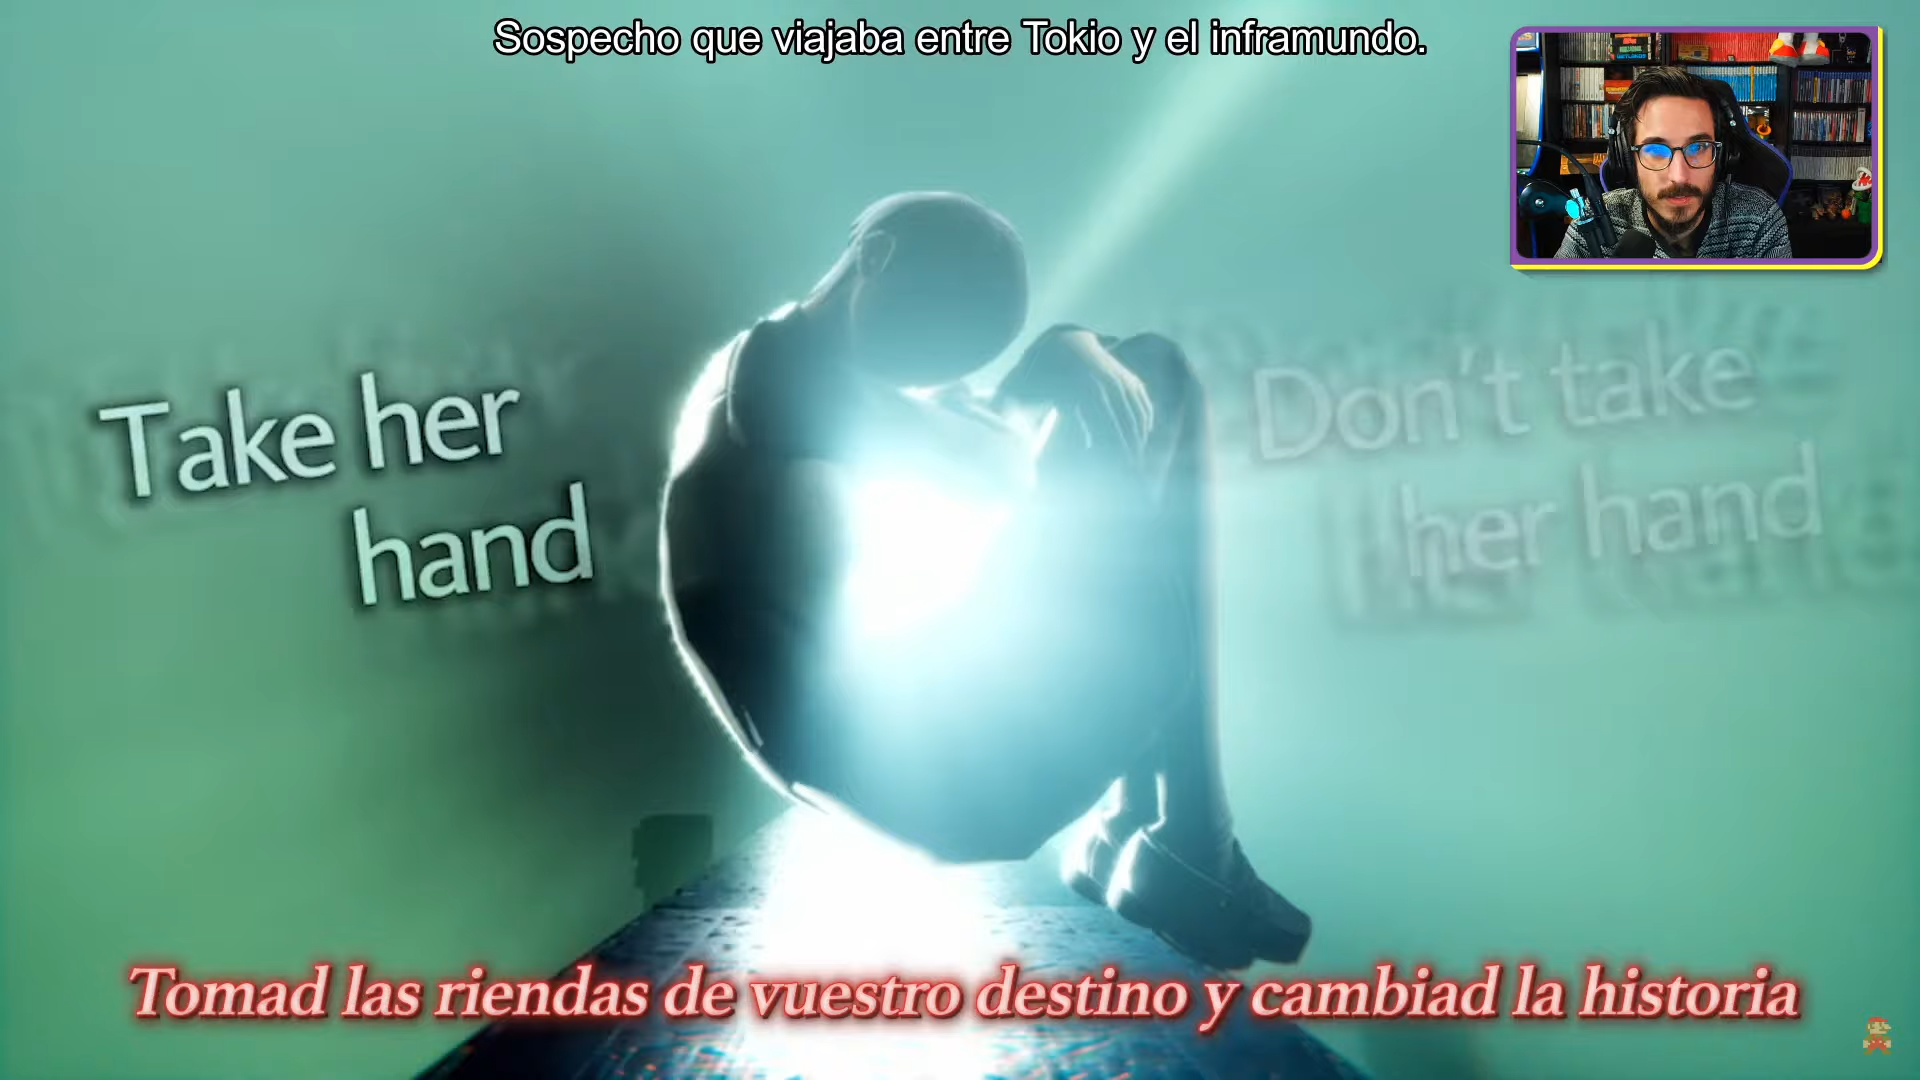 Sospecho que viajaba entre Tokio y el inframundo.
Take her
hand
Don't take
her hand
Tomad las riendas de vuestro destino y cambiad la historia